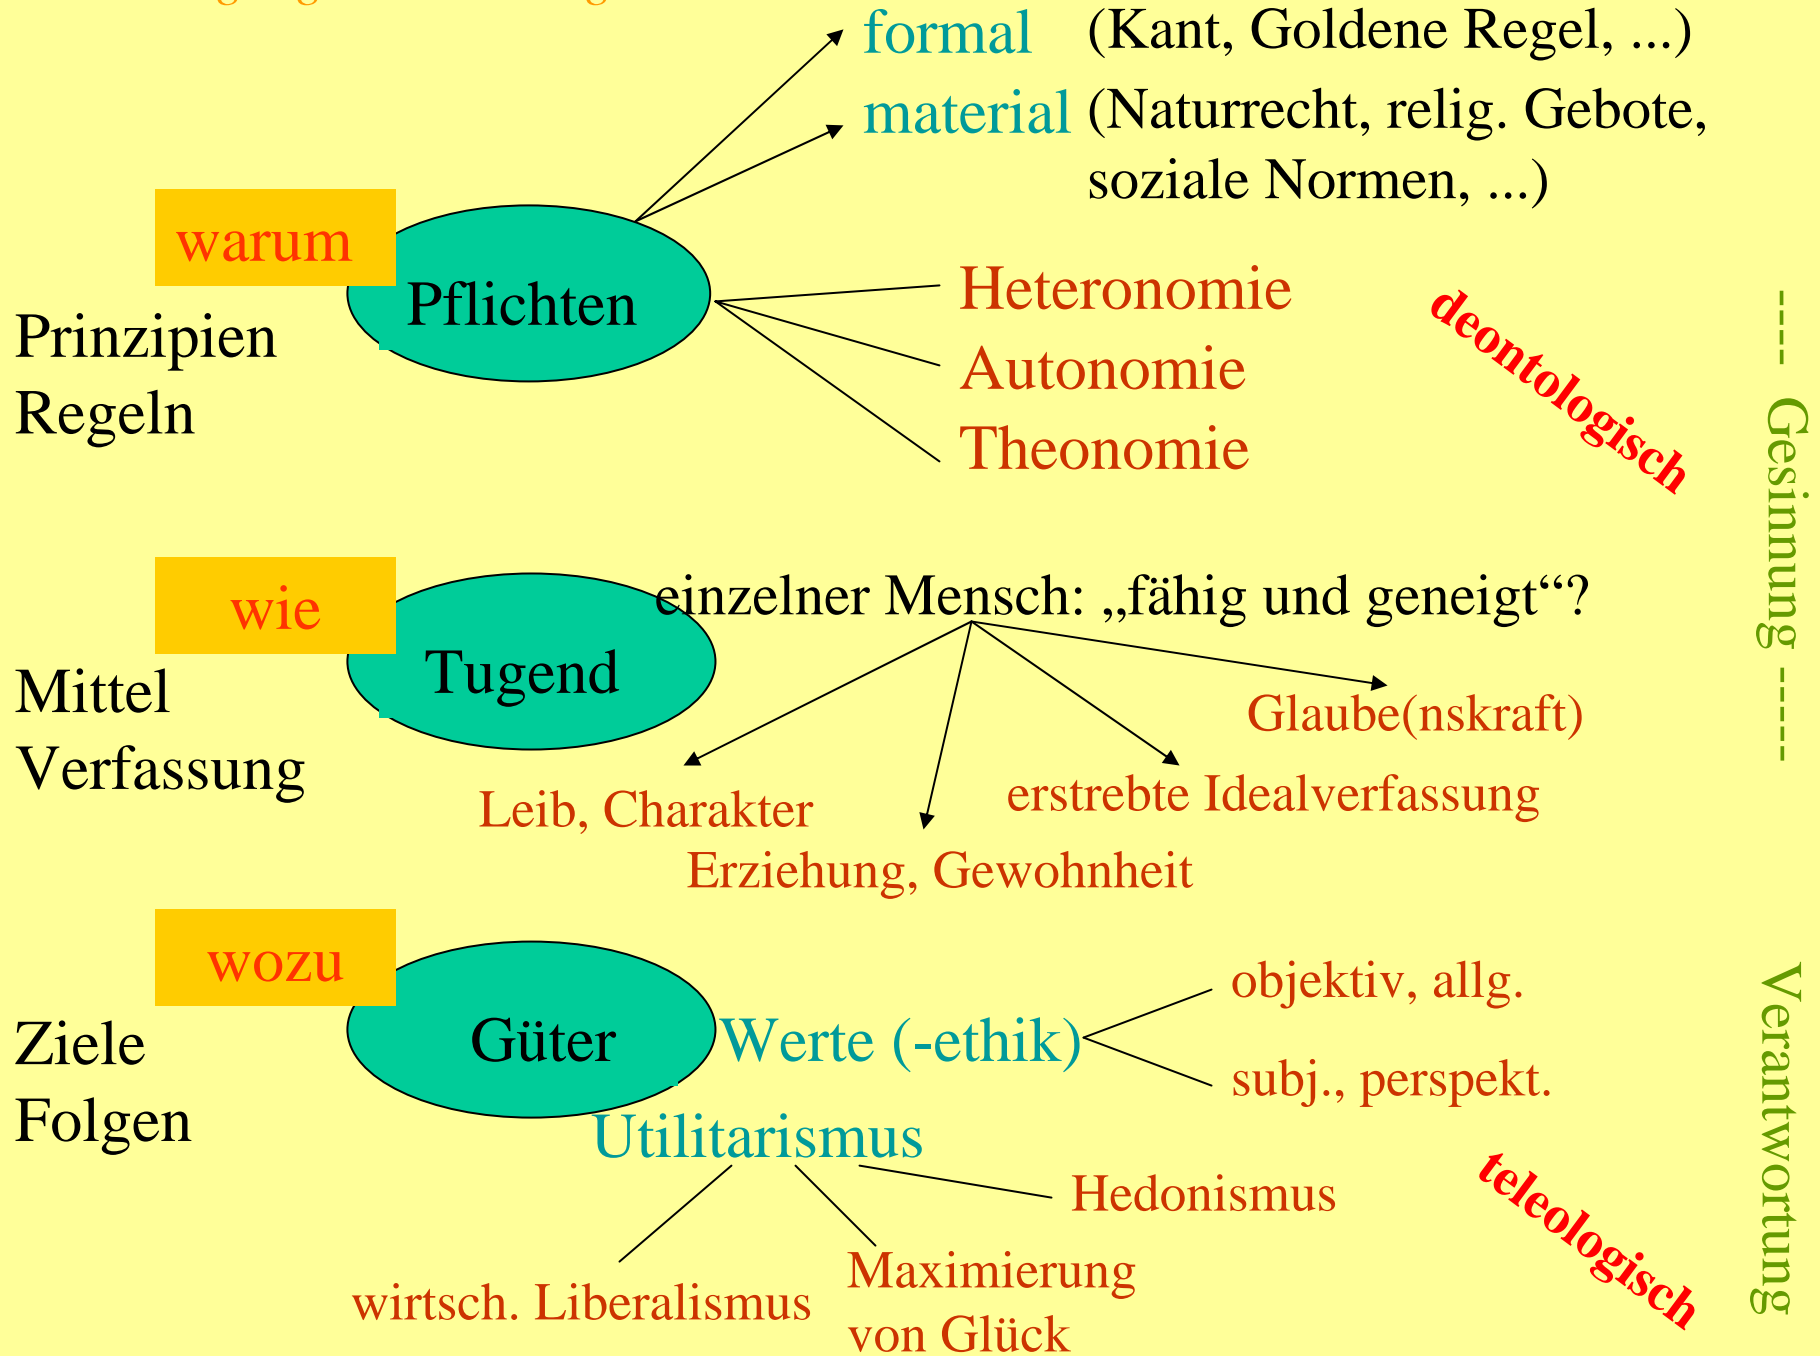 formal (Kant, Goldene Regel, ...)
material (Naturrecht, relig. Gebote,
soziale Normen, ...)
warum
Pflichten
Prinzipien
Regeln
Heteronomie
Autonomie
Theonomie
deontologisch
---- Gesinnung -----
wie
Tugend
einzelner Mensch: „fähig und geneigt“?
Mittel
Verfassung
Glaube(nskraft)
erstrebte Idealverfassung
Leib, Charakter
Erziehung, Gewohnheit
wozu
Güter
Ziele
Folgen
Werte (-ethik)
objektiv, allg.
subj., perspekt.
Utilitarismus
Hedonismus
Maximierung
von Glück
wirtsch. Liberalismus
teleologisch
Verantwortung